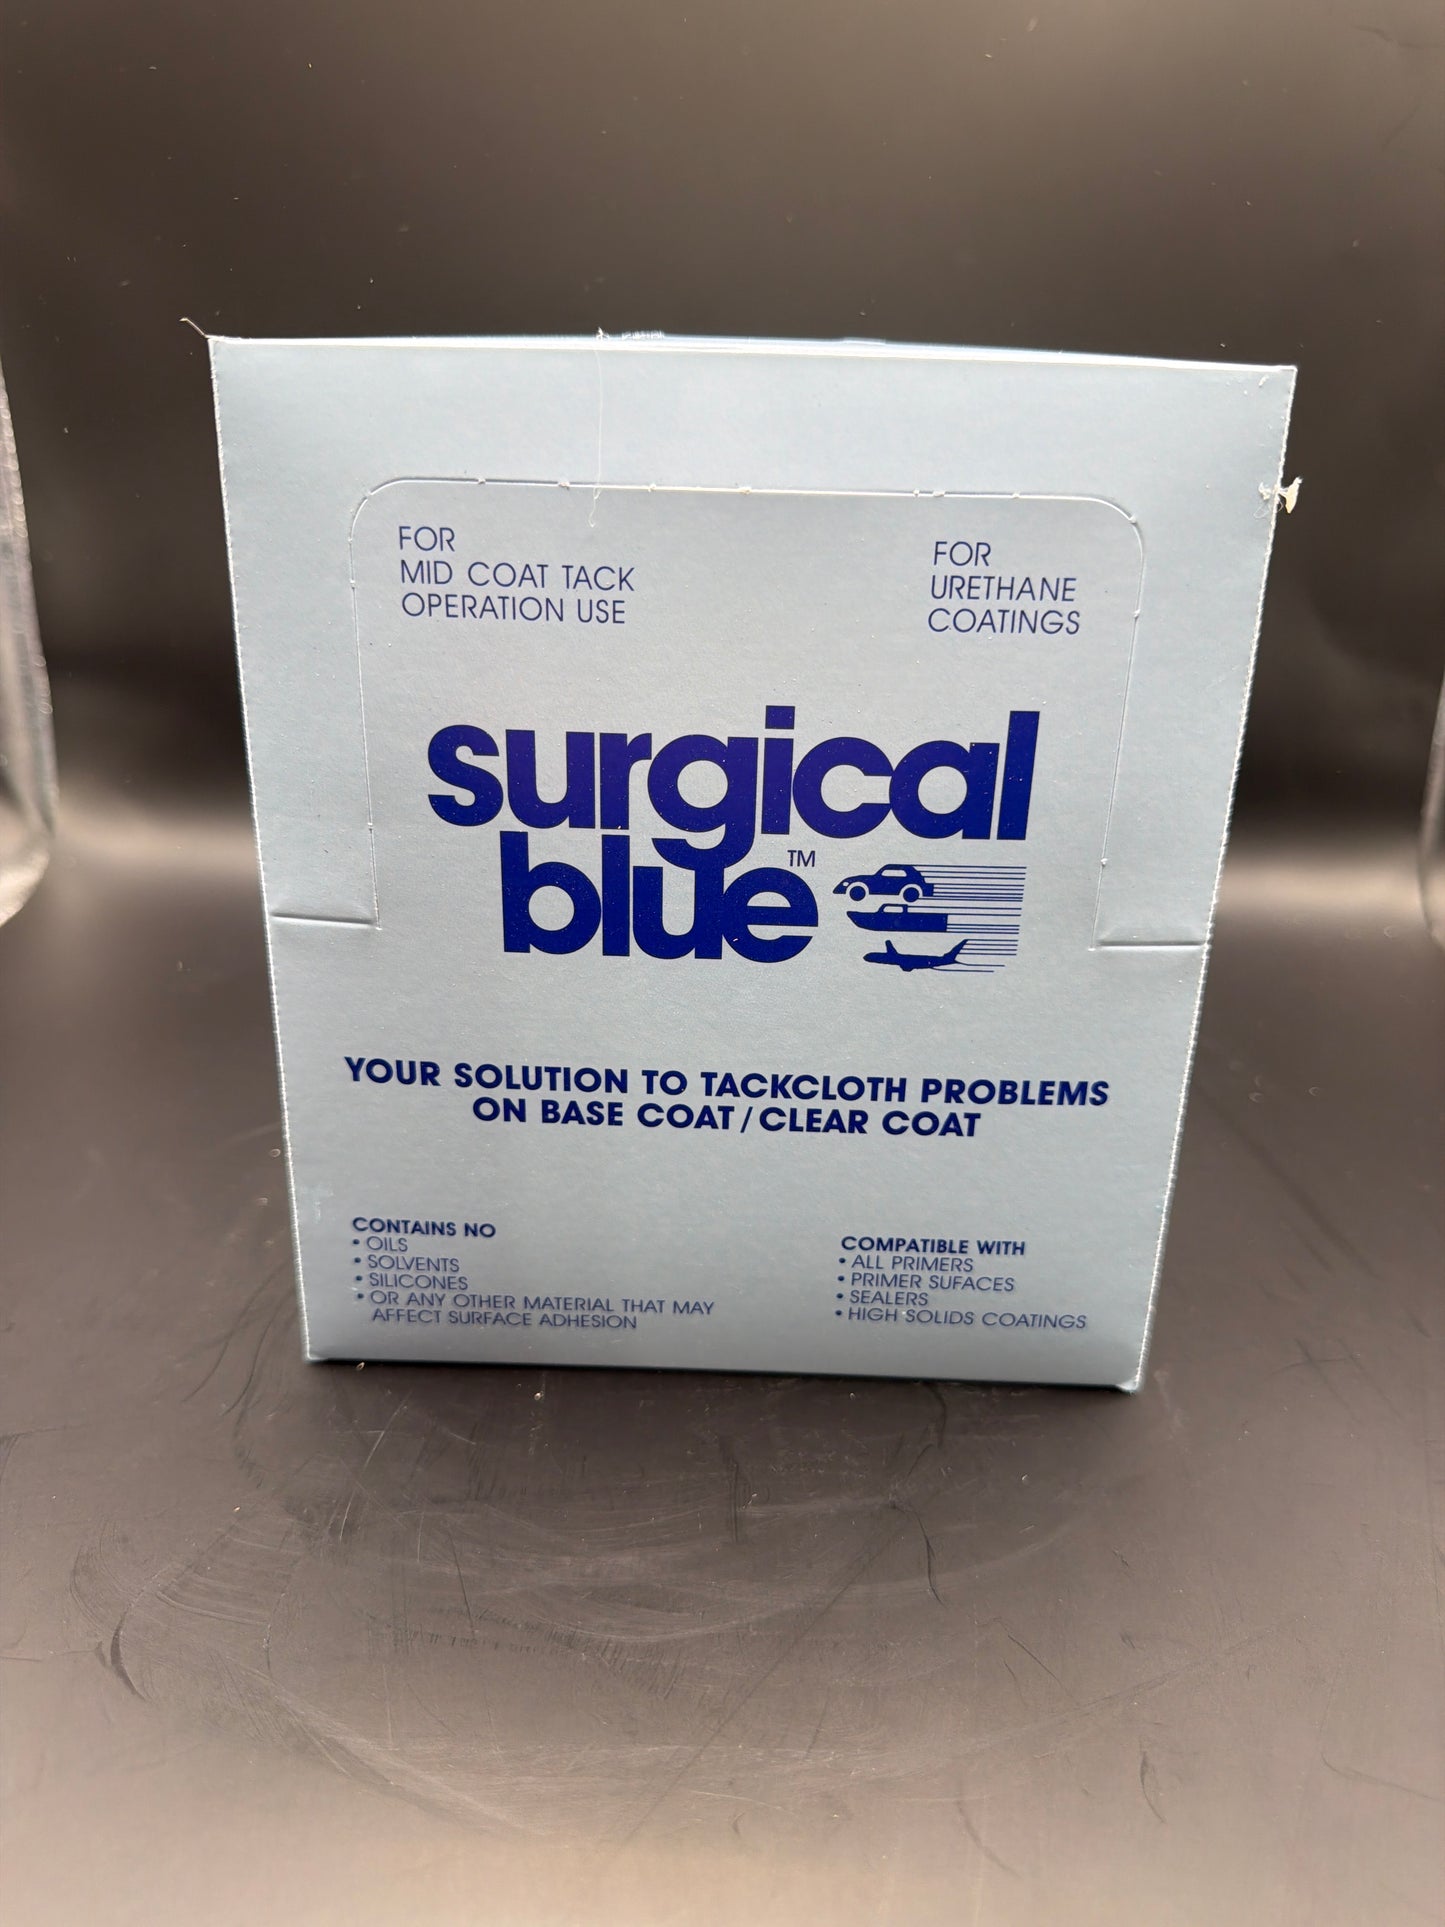 FOR
MID COAT TACK
OPERATION USE
FOR
URETHANE
COATINGS
surgical
blue™
YOUR SOLUTION TO TACKCLOTH PROBLEMS
ON BASE COAT/CLEAR COAT
CONTAINS NO
• OILS
• SOLVENTS
• SILICONES
• OR ANY OTHER MATERIAL THAT MAY
AFFECT SURFACE ADHESION
COMPATIBLE WITH
• ALL PRIMERS
• PRIMER SUFACES
• SEALERS
• HIGH SOLIDS COATINGS